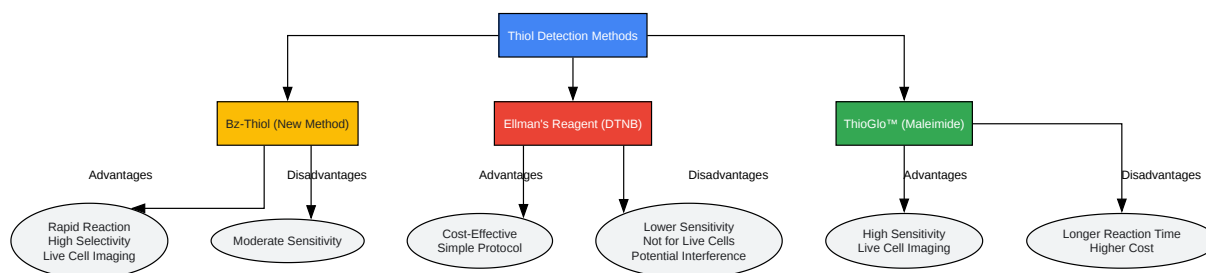 Thiol Detection Methods
Bz-Thiol (New Method)
Ellman's Reagent (DTNB)
ThioGlo™ (Maleimide)
Advantages
Disadvantages
Advantages
Disadvantages
Advantages
Disadvantages
Rapid Reaction
High Selectivity
Live Cell Imaging
Moderate Sensitivity
Cost-Effective
Simple Protocol
Lower Sensitivity
Not for Live Cells
Potential Interference
High Sensitivity
Live Cell Imaging
Longer Reaction Time
Higher Cost